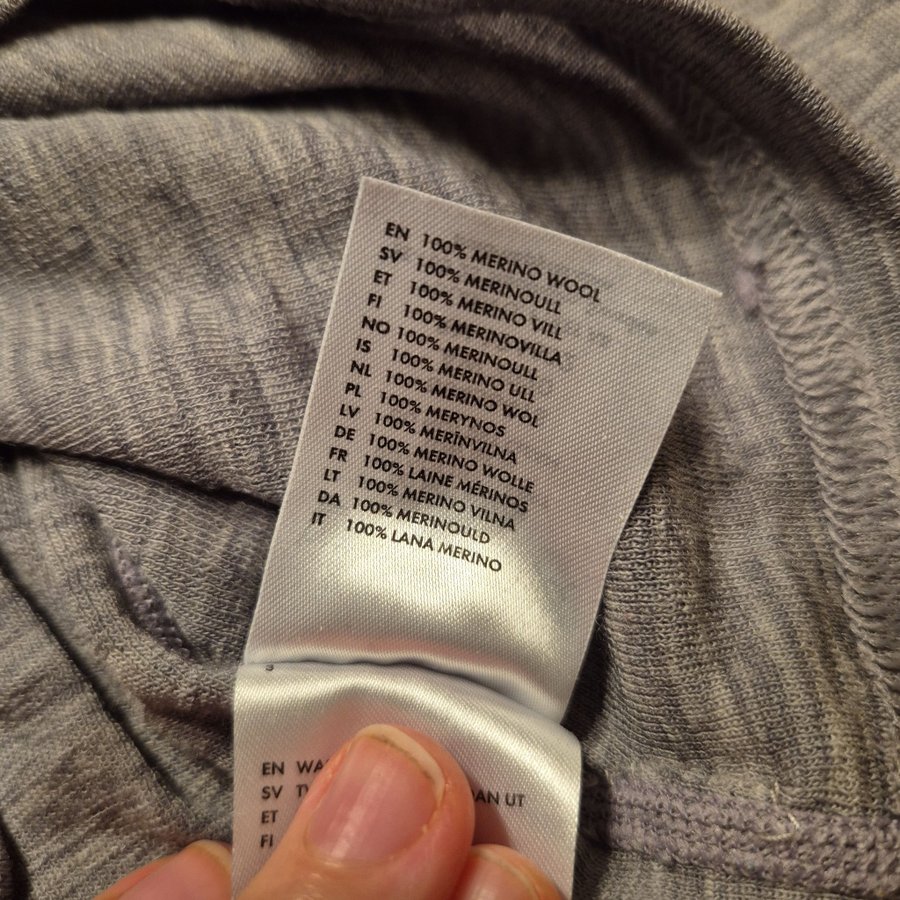 EN 100% MERINO WOOL
SV 100% MERINOULL
ET 100% MERINO VILL
FI 100% MERINOVILLA
NO 100% MERINOULL
IS 100% MERINO ULL
NL 100% MERINO WOL
PL 100% MERYNOS
LV 100% MERĪNVILNA
DE 100% MERINO WOLLE
FR 100% LAINE MÉRINOS
LT 100% MERINO VILNA
DA 100% MERINOULD
IT 100% LANA MERINO
EN
SV UT
ET
FI